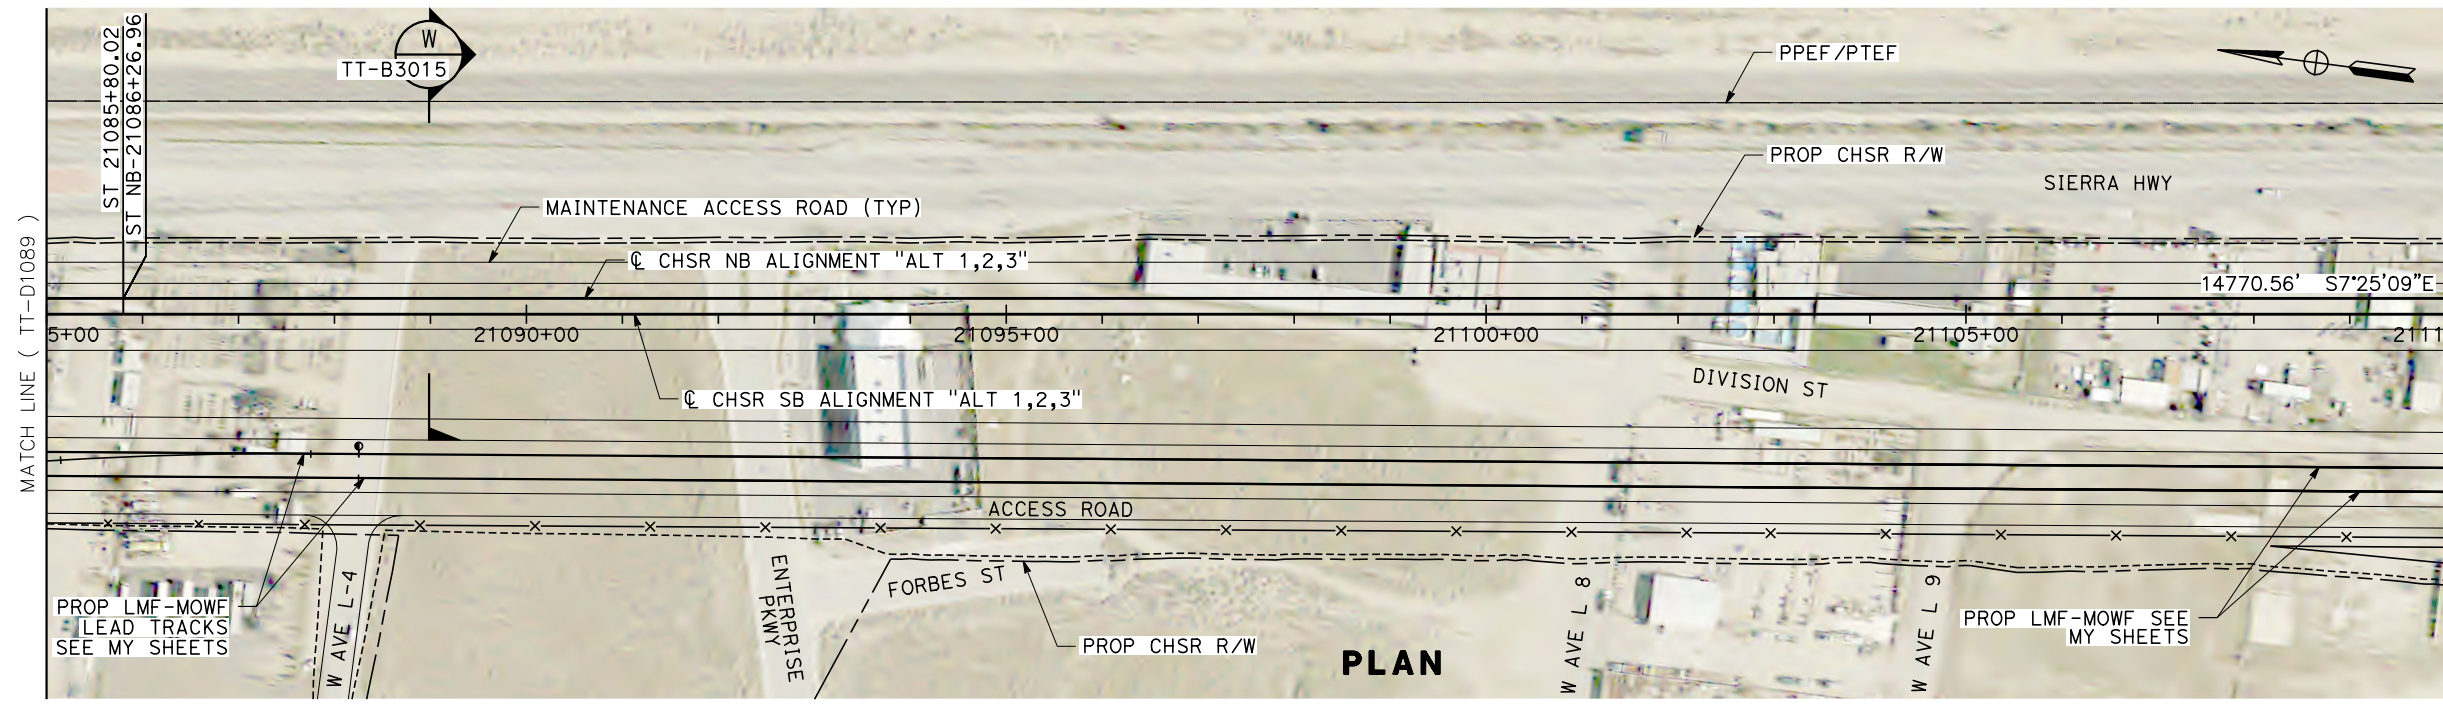 ST 21085+80.02
ST NB-21086+26.96
W
TT-B3015
PPEF/PTEF
PROP CHSR R/W
SIERRA HWY
MAINTENANCE ACCESS ROAD (TYP)
℄ CHSR NB ALIGNMENT "ALT 1,2,3"
14770.56' S7°25'09"E
MATCH LINE ( TT-D1089 )
5+00
21090+00
21095+00
21100+00
21105+00
2111
℄ CHSR SB ALIGNMENT "ALT 1,2,3"
DIVISION ST
ACCESS ROAD
ENTERPRISE
PKWY
FORBES ST
W AVE L-4
W AVE L 8
W AVE L 9
PROP LMF-MOWF
LEAD TRACKS
SEE MY SHEETS
PROP CHSR R/W
PROP LMF-MOWF SEE
MY SHEETS
PLAN